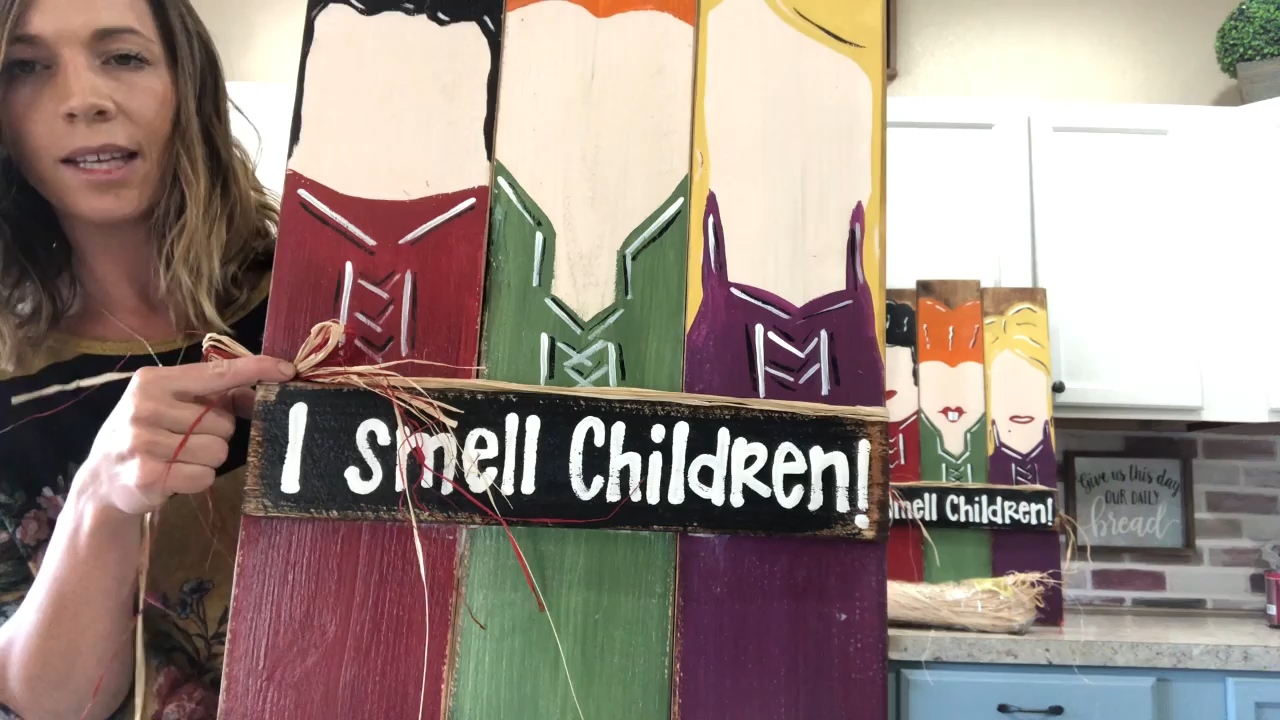 I smell ChildRen!
smell ChildRen!
Give us this day
OUR DAILY
bread